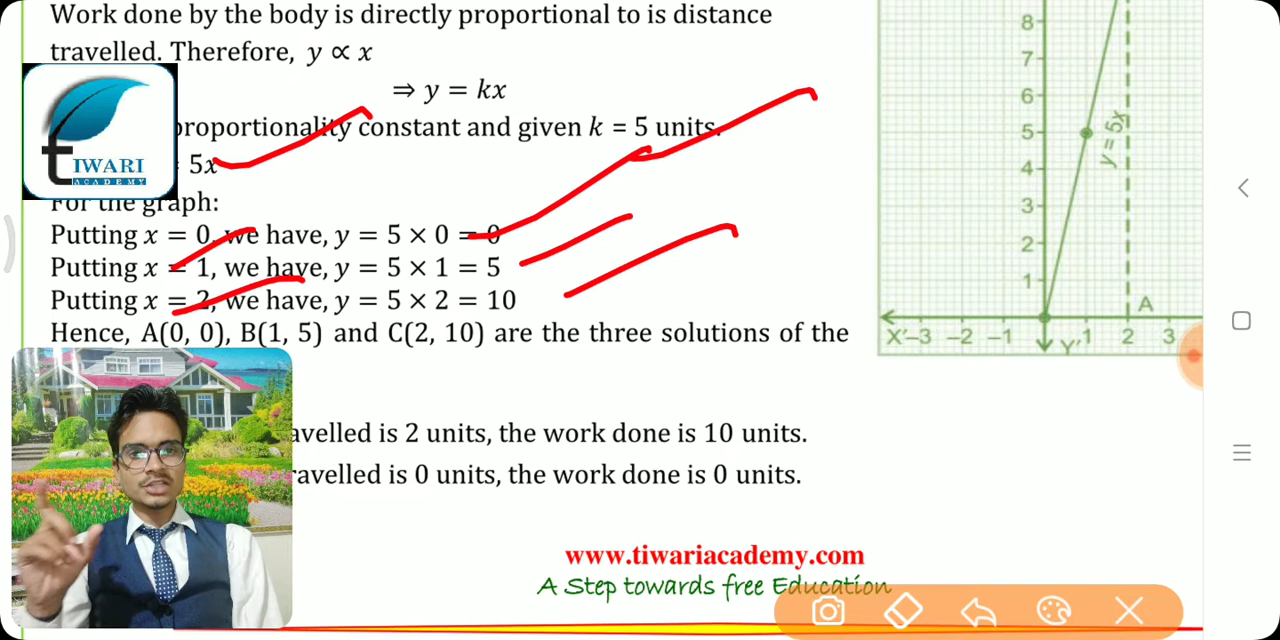 Work done by the body is directly proportional to is distance
travelled. Therefore, y ∝ x
⇒ y = kx
proportionality constant and given k = 5 units.
5x
For the graph:
Putting x = 0, we have, y = 5 × 0 = 0
Putting x = 1, we have, y = 5 × 1 = 5
Putting x = 2, we have, y = 5 × 2 = 10
Hence, A(0, 0), B(1, 5) and C(2, 10) are the three solutions of the
avelled is 2 units, the work done is 10 units.
ravelled is 0 units, the work done is 0 units.
www.tiwariacademy.com
A Step towards free Education
tIWARI
ACADEMY
8
7
6
5
4
3
2
1
y = 5x
A
X' -3 -2 -1 Y' 1 2 3